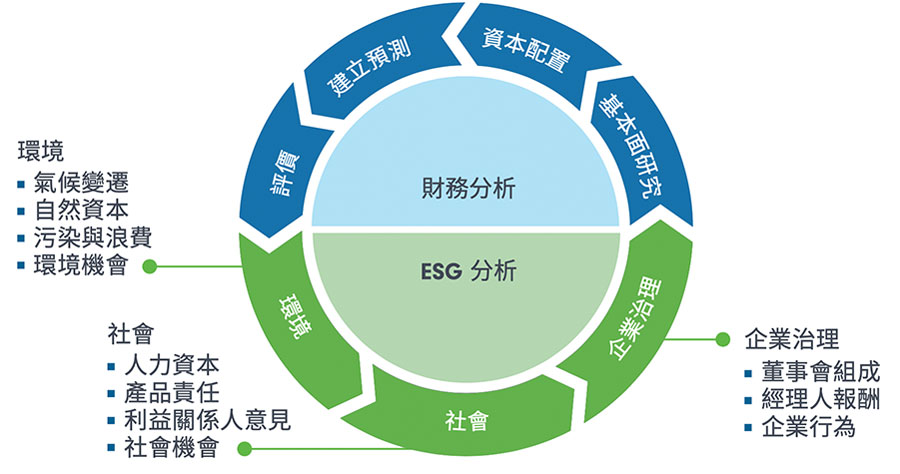 建立預測
資本配置
基本面研究
評價
財務分析
ESG 分析
環境
企業治理
社會
環境
▪ 氣候變遷
▪ 自然資本
▪ 污染與浪費
▪ 環境機會
社會
▪ 人力資本
▪ 產品責任
▪ 利益關係人意見
▪ 社會機會
企業治理
▪ 董事會組成
▪ 經理人報酬
▪ 企業行為